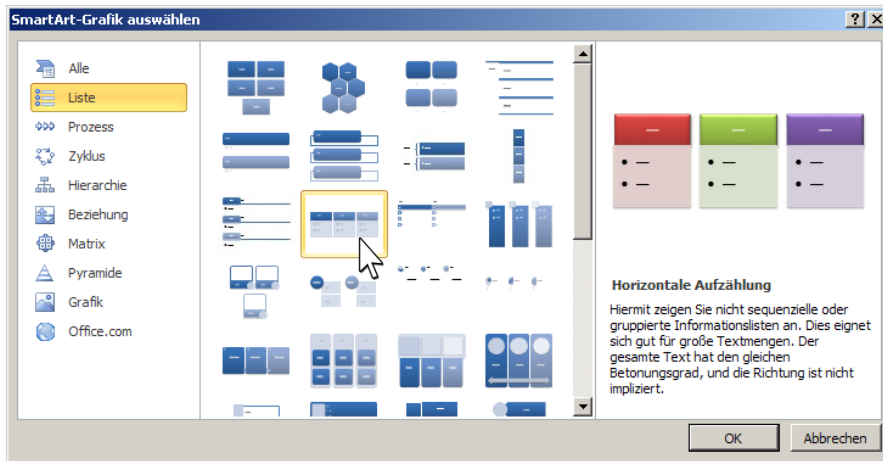 SmartArt-Grafik auswählen
Alle
Liste
Prozess
Zyklus
Hierarchie
Beziehung
Matrix
Pyramide
Grafik
Office.com
Horizontale Aufzählung
Hiermit zeigen Sie nicht sequenzielle oder
gruppierte Informationslisten an. Dies eignet
sich gut für große Textmengen. Der
gesamte Text hat den gleichen
Betonungsgrad, und die Richtung ist nicht
impliziert.
OK
Abbrechen